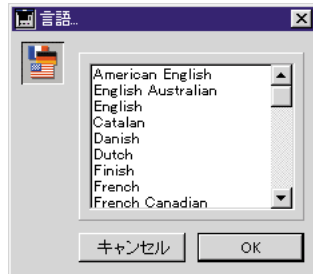 言語...
American English
English Australian
English
Catalan
Danish
Dutch
Finish
French
French Canadian
キャンセル
OK